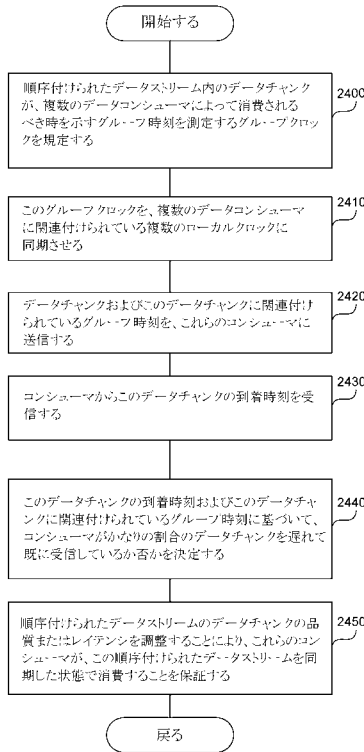 開始する
順序付けられたデータストリーム内のデータチャンク
が、複数のデータコンシューマによって消費される
べき時を示すグループ時刻を測定するグループクロック
を規定する
2400
このグループクロックを、複数のデータコンシューマ
に関連付けられている複数のローカルクロックに
同期させる
2410
データチャンクおよびこのデータチャンクに関連付け
られているグループ時刻を、これらのコンシューマに
送信する
2420
コンシューマからこのデータチャンクの到着時刻を受
信する
2430
このデータチャンクの到着時刻およびこのデータチャ
ンクに関連付けられているグループ時刻に基づいて、
コンシューマがかなりの割合のデータチャンクを遅れて
既に受信しているか否かを決定する
2440
順序付けられたデータストリームのデータチャンクの品
質またはレイテンシを調整することにより、これらのコン
シューマが、この順序付けられたデータストリームを同
期した状態で消費することを保証する
2450
戻る